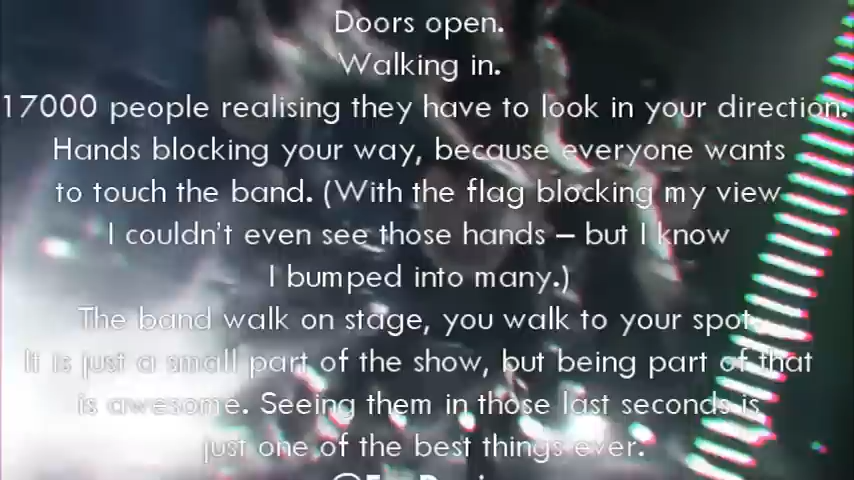 Doors open.
Walking in.
17000 people realising they have to look in your direction.
Hands blocking your way, because everyone wants
to touch the band. (With the flag blocking my view
I couldn't even see those hands – but I know
I bumped into many.)
The band walk on stage, you walk to your spot.
It is just a small part of the show, but being part of that
is awesome. Seeing them in those last seconds is
just one of the best things ever.